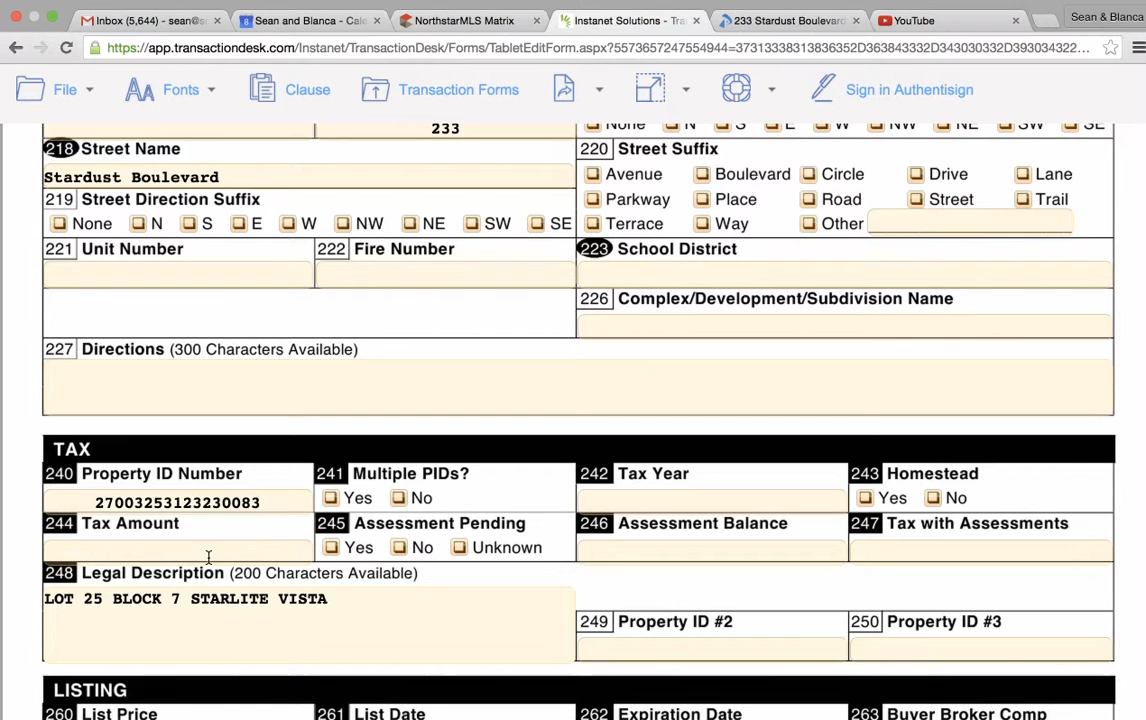 Inbox (5,644) - sean@s
8 Sean and Blanca - Cale
NorthstarMLS Matrix
Instanet Solutions - Tra
233 Stardust Boulevard
YouTube
Sean & Blanca
https://app.transactiondesk.com/Instanet/TransactionDesk/Forms/TabletEditForm.aspx?5573657247554944=37313338313836352D363843332D343030332D393034322...
File Fonts Clause Transaction Forms Sign in Authentisign
233 None N S E W NW NE SW SE
218 Street Name 220 Street Suffix
Stardust Boulevard Avenue Boulevard Circle Drive Lane
219 Street Direction Suffix Parkway Place Road Street Trail
None N S E W NW NE SW SE Terrace Way Other
221 Unit Number 222 Fire Number 223 School District
226 Complex/Development/Subdivision Name
227 Directions (300 Characters Available)
TAX
240 Property ID Number 241 Multiple PIDs? 242 Tax Year 243 Homestead
27003253123230083 Yes No Yes No
244 Tax Amount 245 Assessment Pending 246 Assessment Balance 247 Tax with Assessments
Yes No Unknown
248 Legal Description (200 Characters Available)
LOT 25 BLOCK 7 STARLITE VISTA
249 Property ID #2 250 Property ID #3
LISTING
260 List Price 261 List Date 262 Expiration Date 263 Buyer Broker Comp